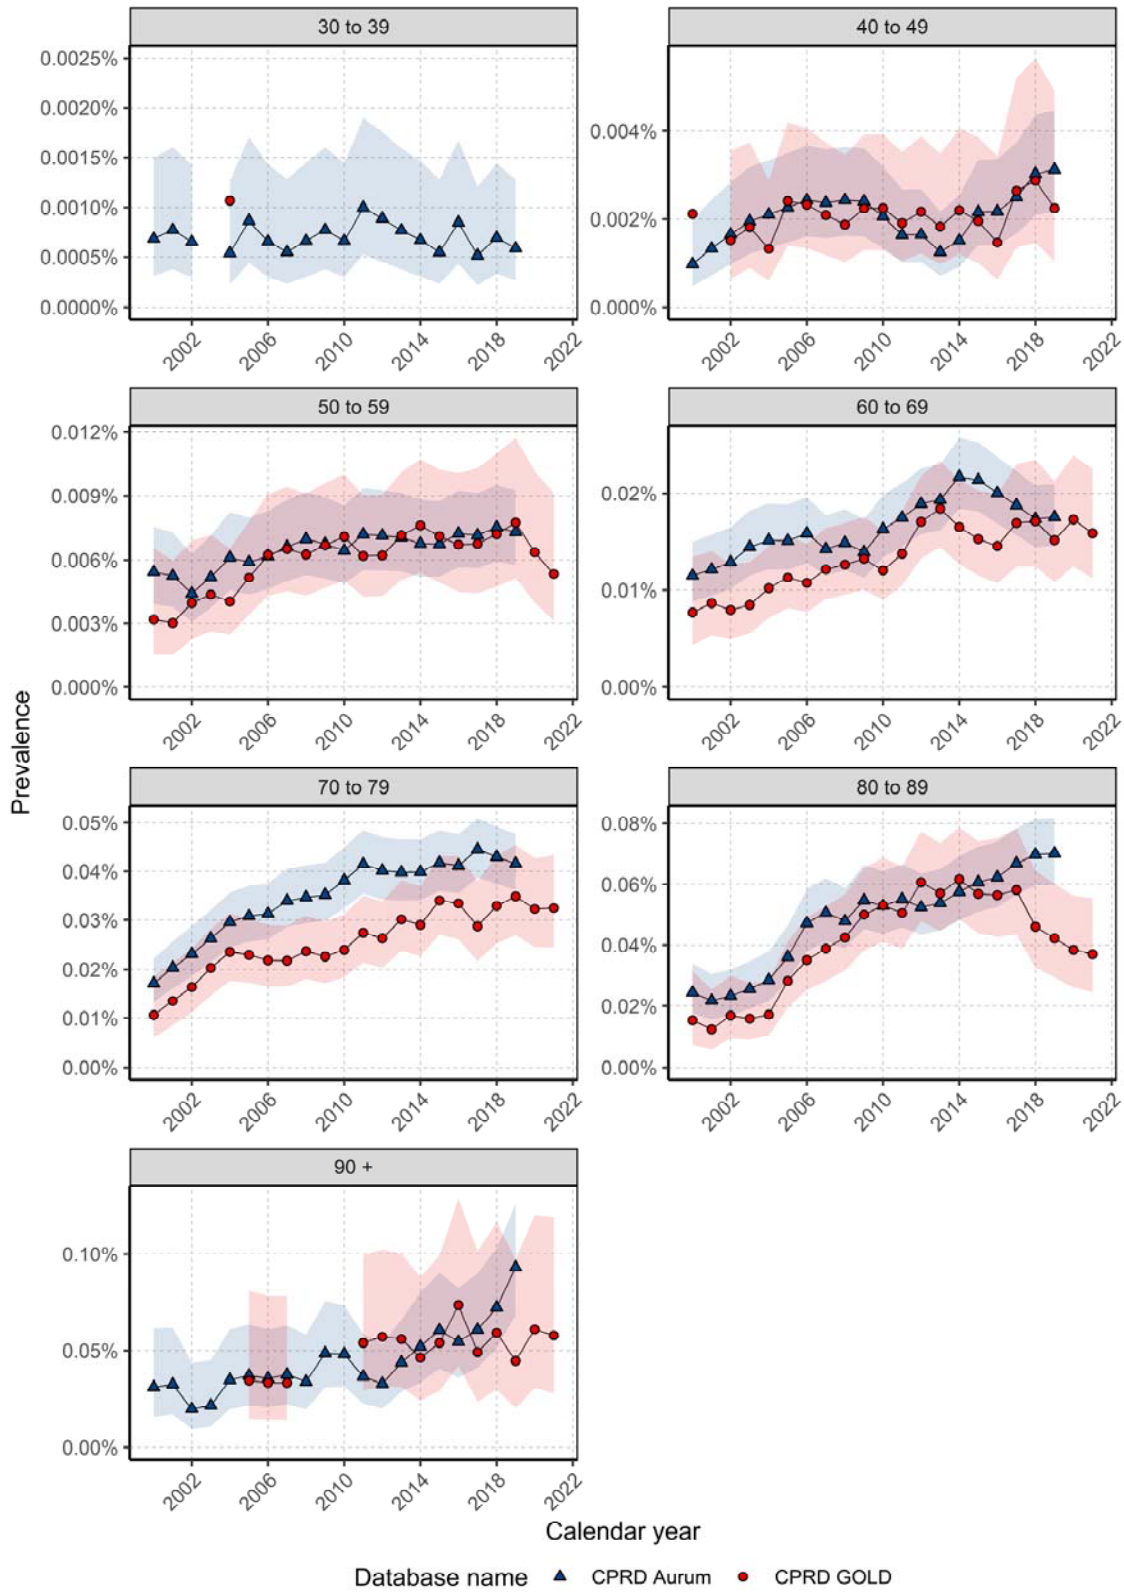 30 to 39
40 to 49
0.0025%
0.0020%
0.0015%
0.0010%
0.0005%
0.0000%
0.004%
0.002%
0.000%
2002 2006 2010 2014 2018 2022
2002 2006 2010 2014 2018 2022
50 to 59
60 to 69
0.012%
0.009%
0.006%
0.003%
0.000%
0.02%
0.01%
0.00%
2002 2006 2010 2014 2018 2022
2002 2006 2010 2014 2018 2022
Prevalence
70 to 79
80 to 89
0.05%
0.04%
0.03%
0.02%
0.01%
0.00%
0.08%
0.06%
0.04%
0.02%
0.00%
2002 2006 2010 2014 2018 2022
2002 2006 2010 2014 2018 2022
90 +
0.10%
0.05%
0.00%
2002 2006 2010 2014 2018 2022
Calendar year
Database name CPRD Aurum CPRD GOLD